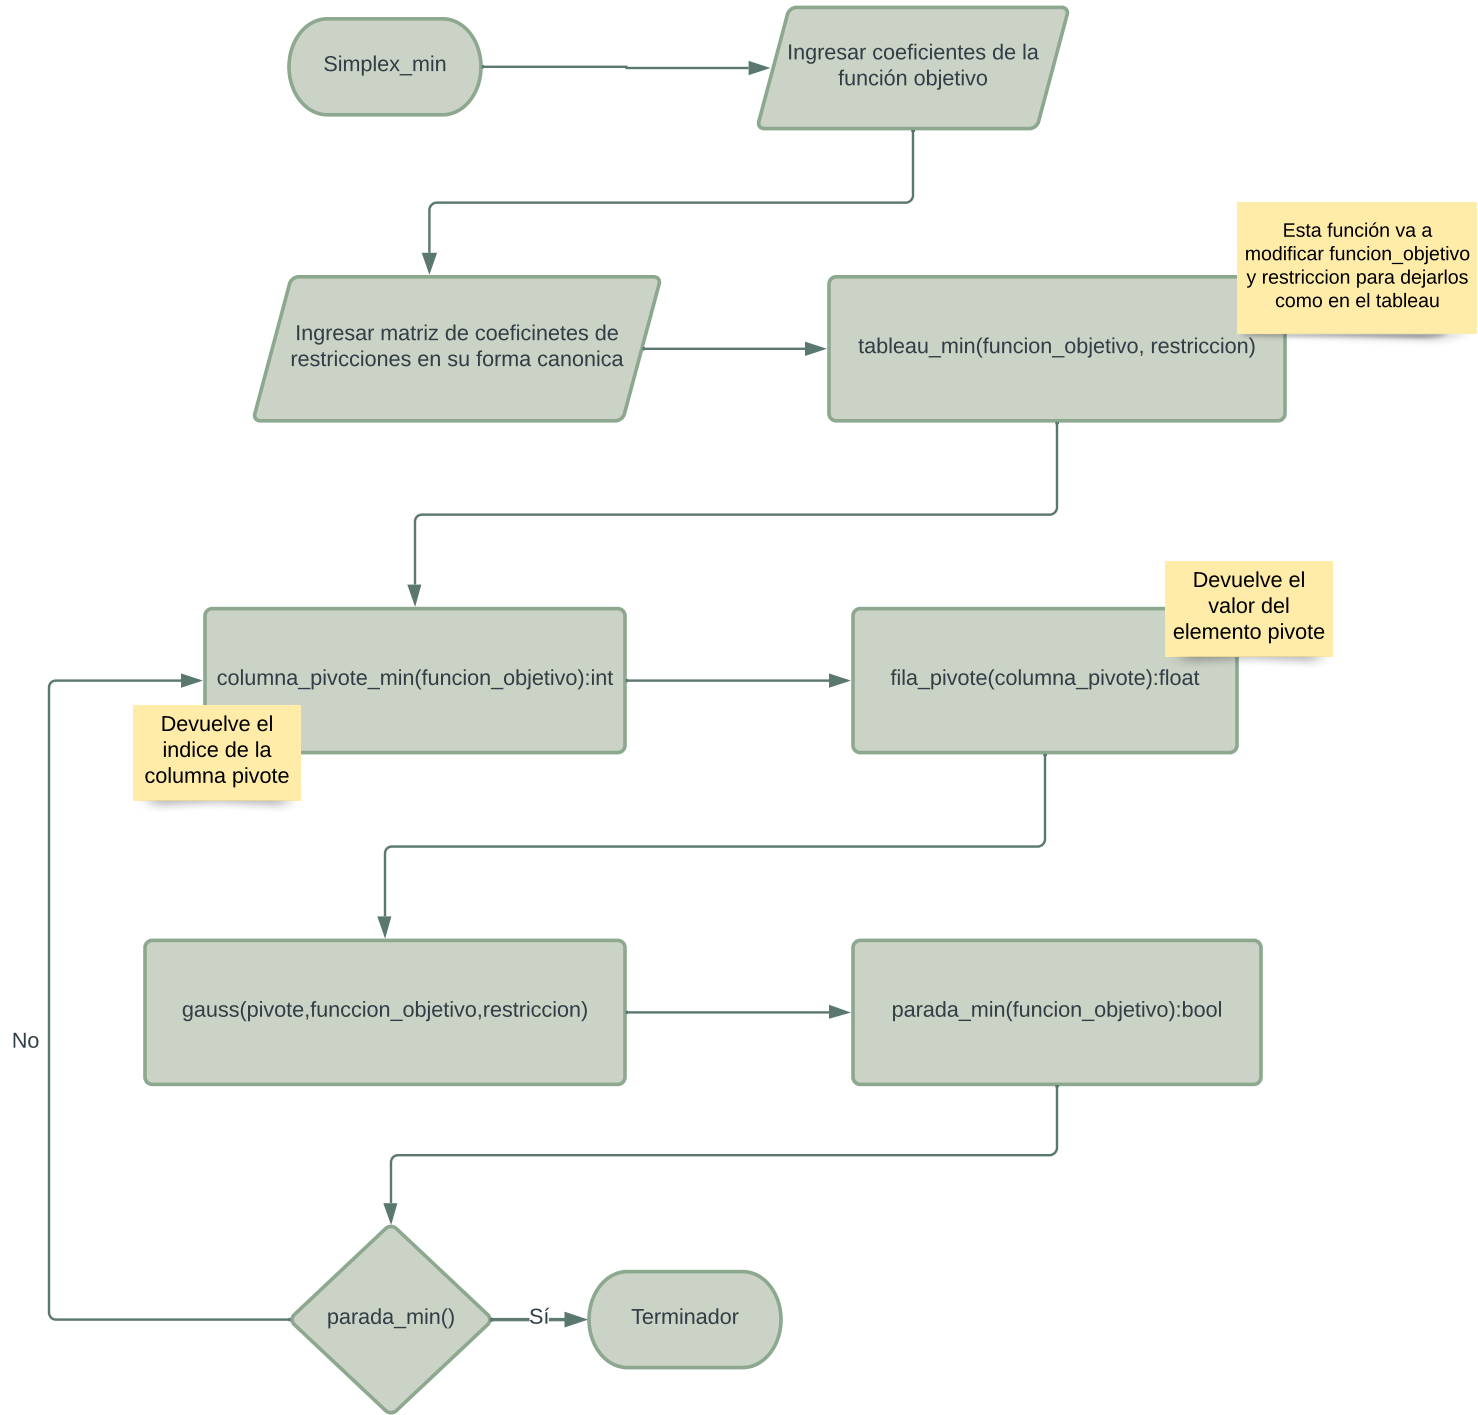 Simplex_min
Ingresar coeficientes de la
función objetivo
Ingresar matriz de coeficinetes de
restricciones en su forma canonica
Esta función va a
modificar funcion_objetivo
y restriccion para dejarlos
como en el tableau
tableau_min(funcion_objetivo, restriccion)
columna_pivote_min(funcion_objetivo):int
Devuelve el
indice de la
columna pivote
Devuelve el
valor del
elemento pivote
fila_pivote(columna_pivote):float
gauss(pivote,funccion_objetivo,restriccion)
parada_min(funcion_objetivo):bool
No
parada_min()
Sí
Terminador